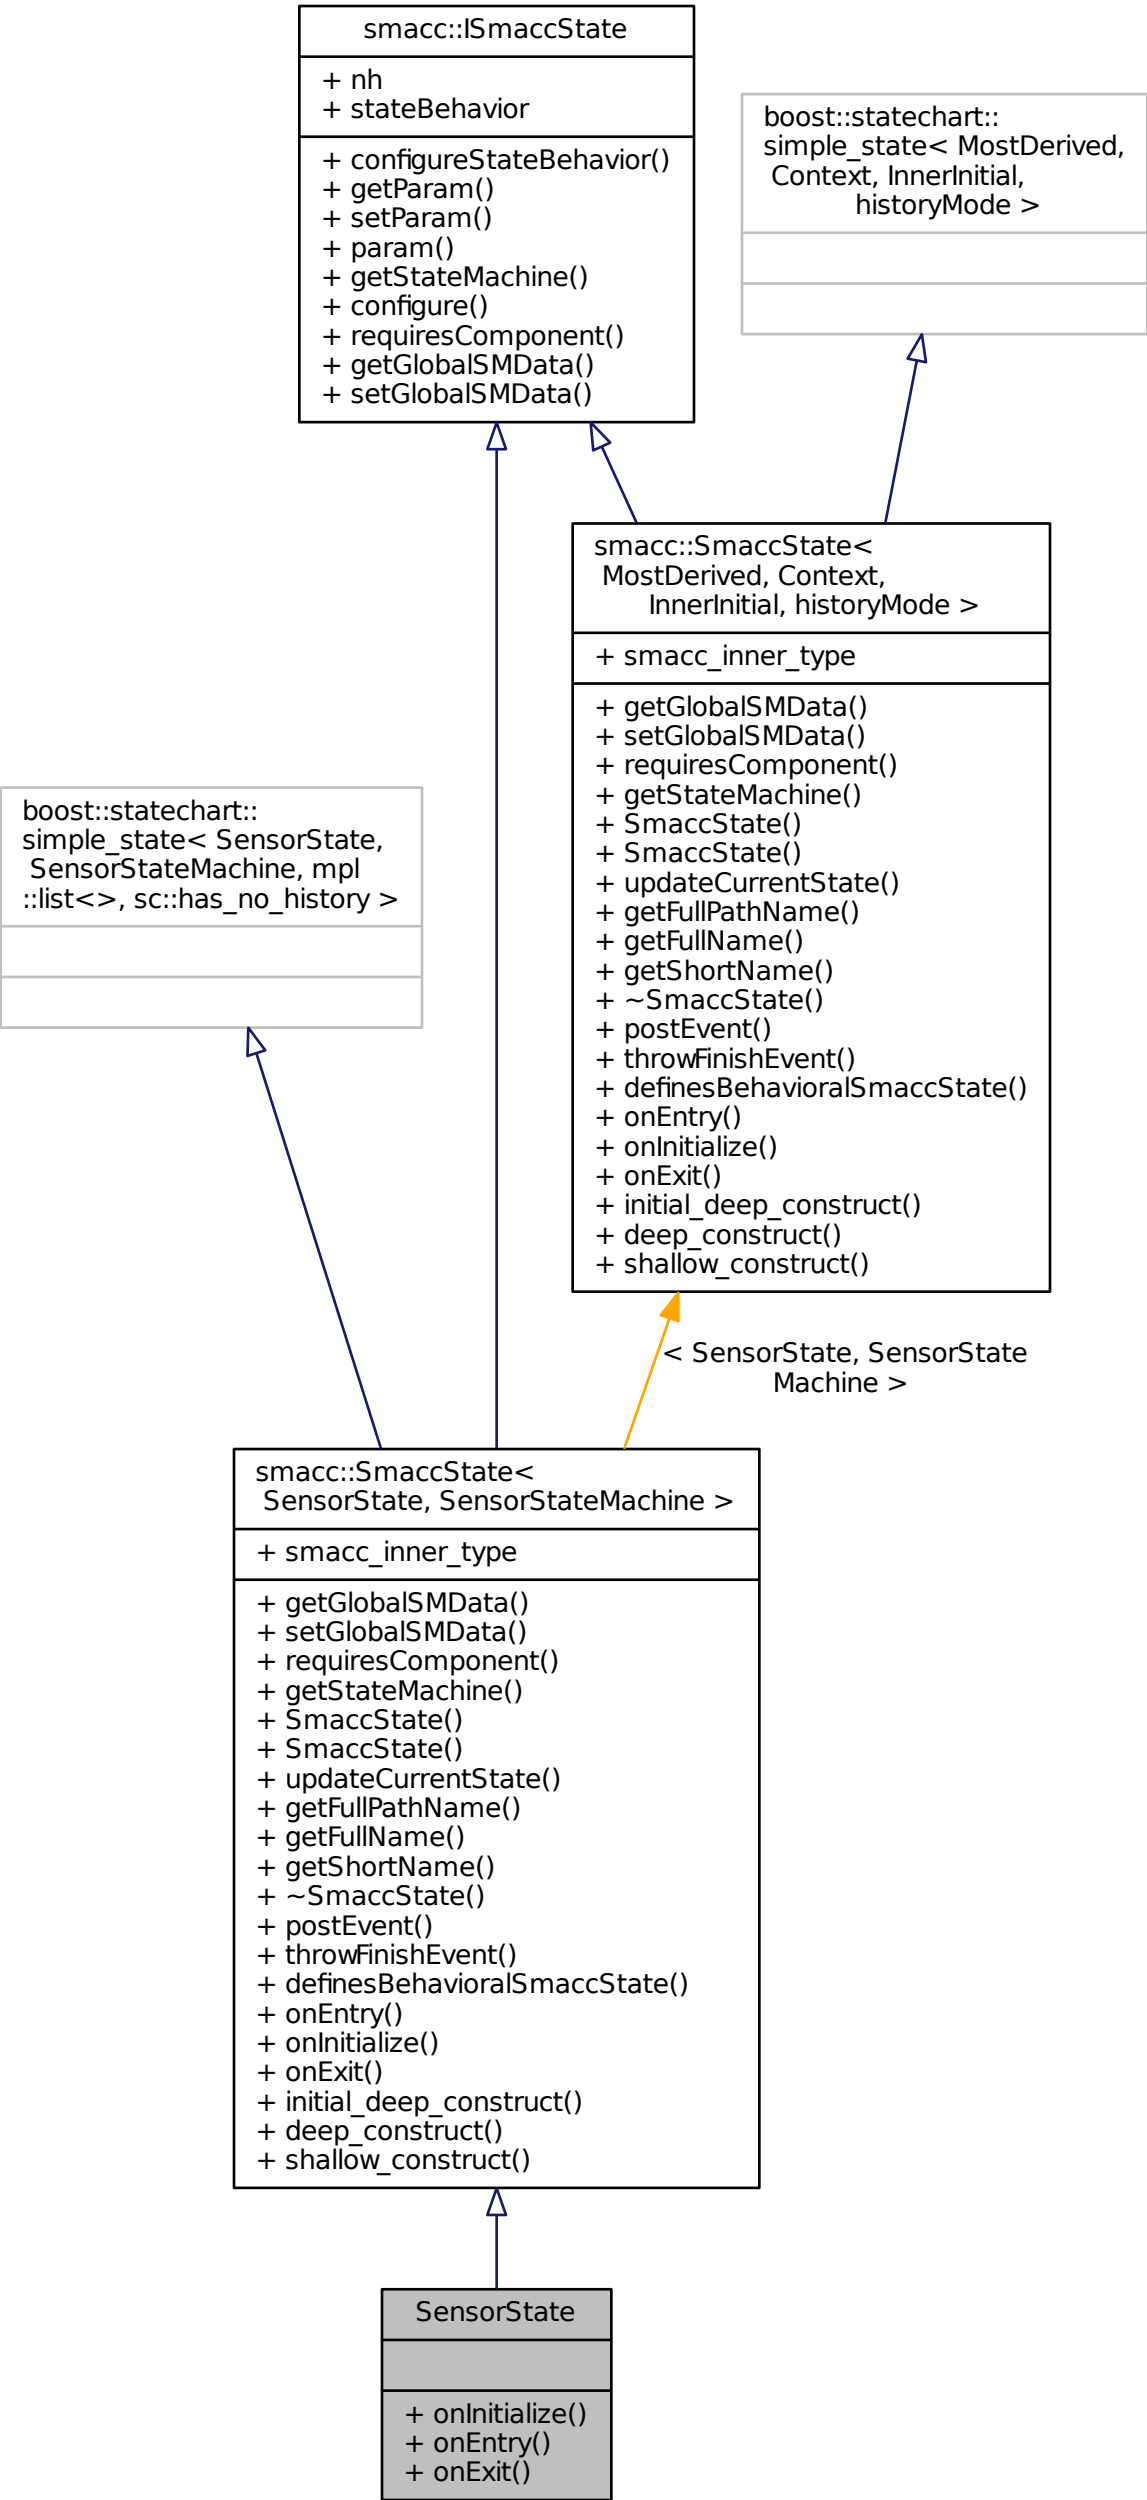 smacc::ISmaccState
+ nh
+ stateBehavior
+ configureStateBehavior()
+ getParam()
+ setParam()
+ param()
+ getStateMachine()
+ configure()
+ requiresComponent()
+ getGlobalSMData()
+ setGlobalSMData()
boost::statechart::
simple_state< MostDerived,
Context, InnerInitial,
historyMode >
smacc::SmaccState<
MostDerived, Context,
InnerInitial, historyMode >
+ smacc_inner_type
+ getGlobalSMData()
+ setGlobalSMData()
+ requiresComponent()
+ getStateMachine()
+ SmaccState()
+ SmaccState()
+ updateCurrentState()
+ getFullPathName()
+ getFullName()
+ getShortName()
+ ~SmaccState()
+ postEvent()
+ throwFinishEvent()
+ definesBehavioralSmaccState()
+ onEntry()
+ onInitialize()
+ onExit()
+ initial_deep_construct()
+ deep_construct()
+ shallow_construct()
boost::statechart::
simple_state< SensorState,
SensorStateMachine, mpl
::list<>, sc::has_no_history >
< SensorState, SensorState
Machine >
smacc::SmaccState<
SensorState, SensorStateMachine >
+ smacc_inner_type
+ getGlobalSMData()
+ setGlobalSMData()
+ requiresComponent()
+ getStateMachine()
+ SmaccState()
+ SmaccState()
+ updateCurrentState()
+ getFullPathName()
+ getFullName()
+ getShortName()
+ ~SmaccState()
+ postEvent()
+ throwFinishEvent()
+ definesBehavioralSmaccState()
+ onEntry()
+ onInitialize()
+ onExit()
+ initial_deep_construct()
+ deep_construct()
+ shallow_construct()
SensorState
+ onInitialize()
+ onEntry()
+ onExit()